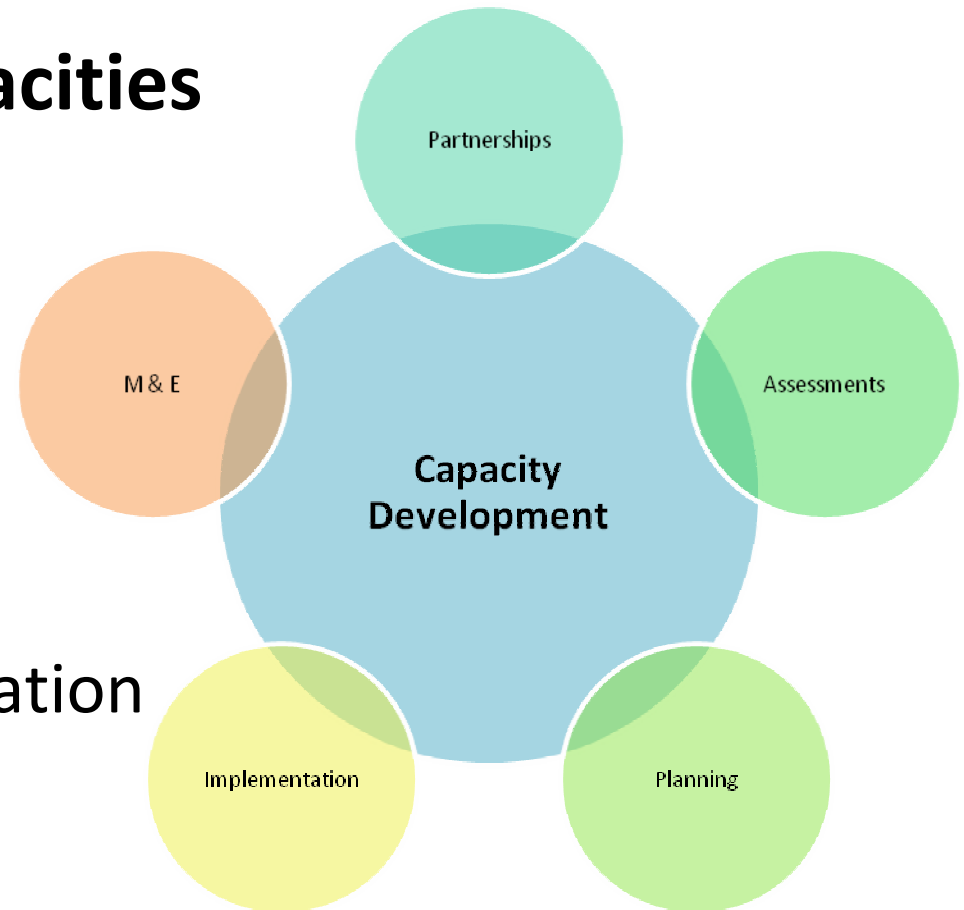 acities
Partnerships
M & E
Assessments
Capacity
Development
ation
Implementation
Planning